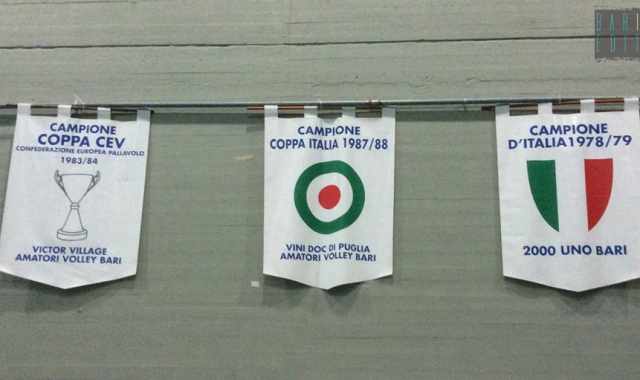 CAMPIONE
COPPA CEV
CONFEDERAZIONE EUROPEA PALLAVOLO
1983/84
VICTOR VILLAGE
AMATORI VOLLEY BARI
CAMPIONE
COPPA ITALIA 1987/88
VINI DOC DI PUGLIA
AMATORI VOLLEY BARI
CAMPIONE
D'ITALIA 1978/79
2000 UNO BARI